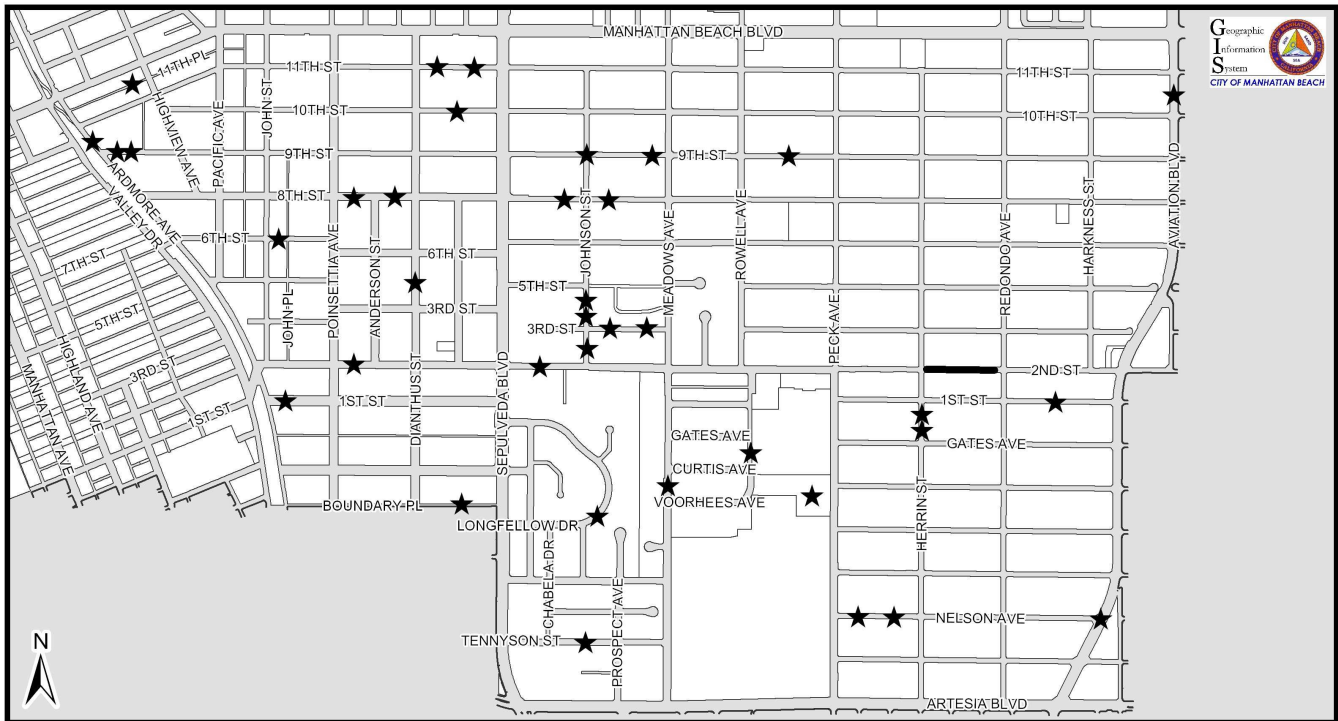 MANHATTAN BEACH BLVD
Geographic
Information
System
CITY OF MANHATTAN BEACH
11TH PL
11TH ST
11TH ST
HIGHVIEW AVE
PACIFIC AVE
JOHN ST
10TH ST
10TH ST
9TH ST
9TH ST
AVIATION BLVD
ARDMORE AVE
VALLEY DR
8TH ST
JOHNSON ST
MEADOWS AVE
ROWELL AVE
REDONDO AVE
HARKNESS ST
6TH ST
6TH ST
7TH ST
POINSETTIA AVE
ANDERSON ST
5TH ST
5TH ST
JOHN PL
3RD ST
3RD ST
3RD ST
PECK AVE
HIGHLAND AVE
MANHATTAN AVE
2ND ST
1ST ST
1ST ST
1ST ST
DIANTHUS ST
SEPULVEDA BLVD
GATES AVE
GATES AVE
CURTIS AVE
VOORHEES AVE
HERRIN ST
BOUNDARY PL
LONGFELLOW DR
CHABELA DR
PROSPECT AVE
NELSON AVE
TENNYSON ST
ARTESIA BLVD
N